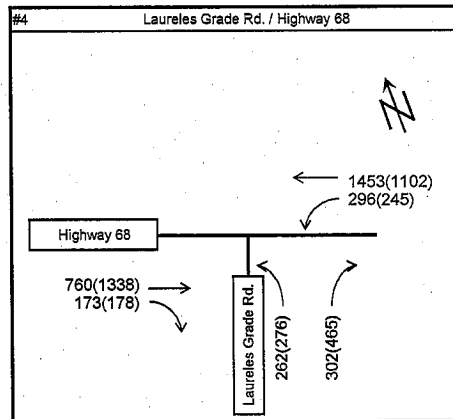 #4 Laureles Grade Rd. / Highway 68
N
1453(1102)
296(245)
Highway 68
760(1338)
173(178)
Laureles Grade Rd.
262(276)
302(465)